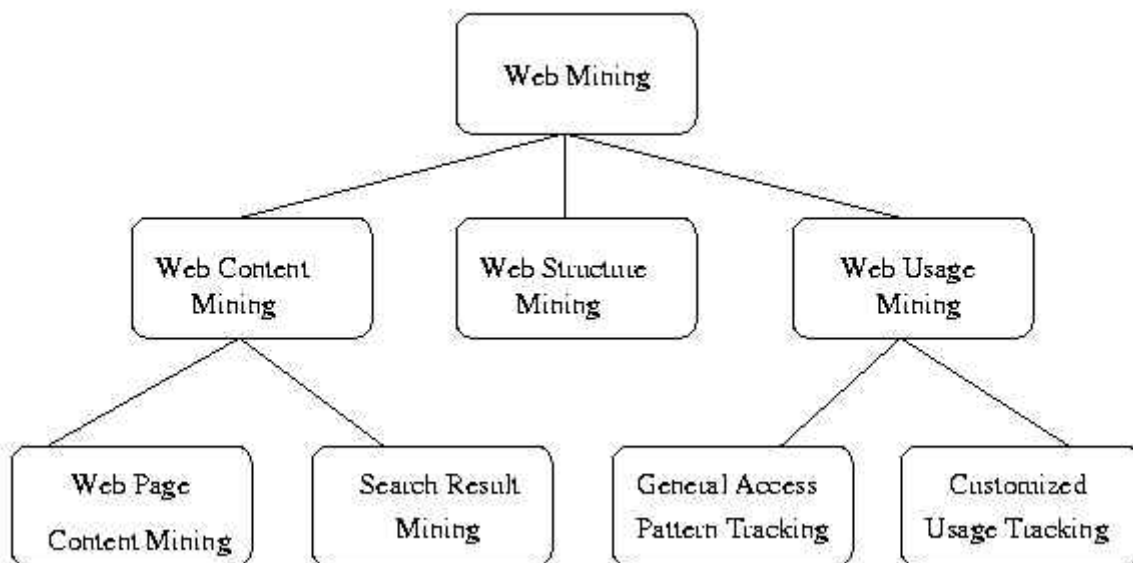 Web Mining
Web Content
Mining
Web Structure
Mining
Web Usage
Mining
Web Page
Content Mining
Search Result
Mining
General Access
Pattern Tracking
Customized
Usage Tracking